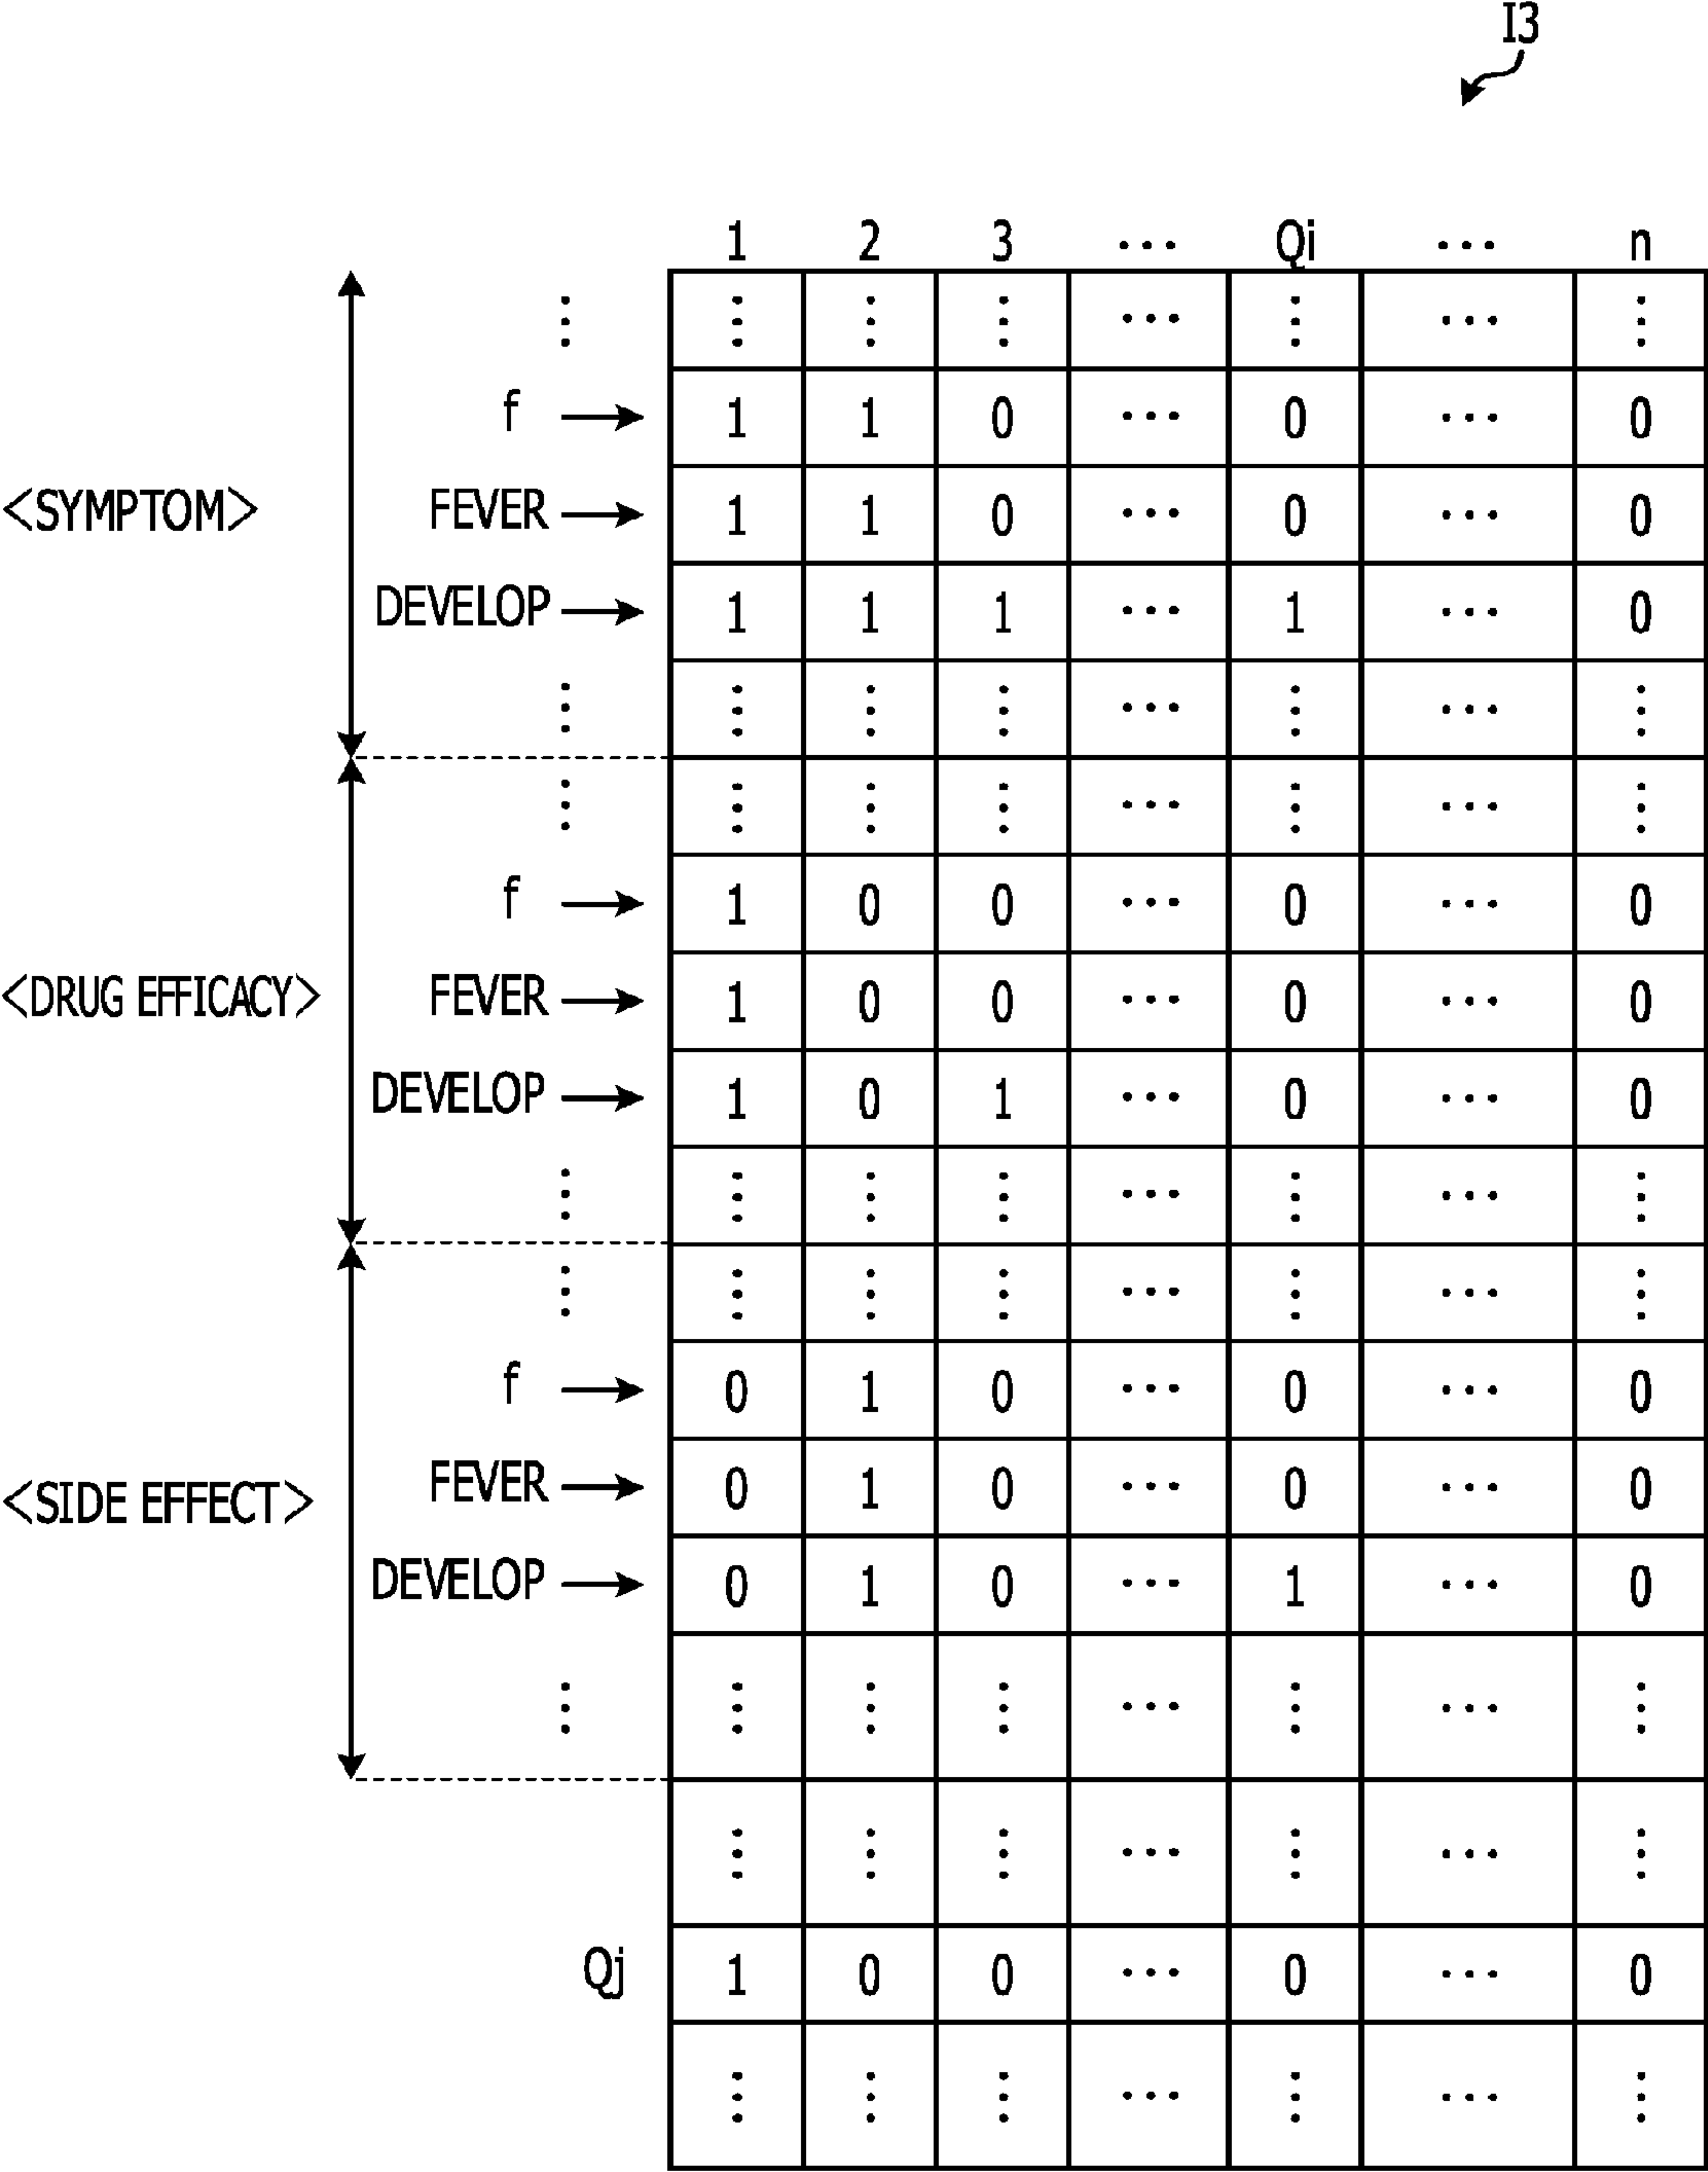 I3
1 2 3 ... Qi ... n
⋮ ⋮ ⋮ ⋮ ... ⋮ ... ⋮
f 1 1 0 ... 0 ... 0
<SYMPTOM> FEVER 1 1 0 ... 0 ... 0
DEVELOP 1 1 1 ... 1 ... 0
⋮ ⋮ ⋮ ⋮ ... ⋮ ... ⋮
⋮ ⋮ ⋮ ⋮ ... ⋮ ... ⋮
f 1 0 0 ... 0 ... 0
<DRUG EFFICACY> FEVER 1 0 0 ... 0 ... 0
DEVELOP 1 0 1 ... 0 ... 0
⋮ ⋮ ⋮ ⋮ ... ⋮ ... ⋮
⋮ ⋮ ⋮ ⋮ ... ⋮ ... ⋮
f 0 1 0 ... 0 ... 0
<SIDE EFFECT> FEVER 0 1 0 ... 0 ... 0
DEVELOP 0 1 0 ... 1 ... 0
⋮ ⋮ ⋮ ⋮ ... ⋮ ... ⋮
⋮ ⋮ ⋮ ... ⋮ ... ⋮
Qj 1 0 0 ... 0 ... 0
⋮ ⋮ ⋮ ... ⋮ ... ⋮